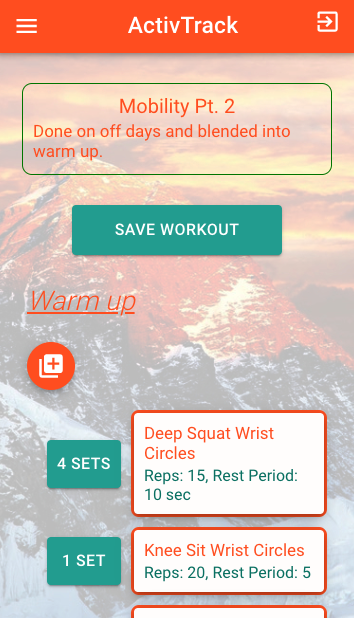 ActivTrack
Mobility Pt. 2
Done on off days and blended into
warm up.
SAVE WORKOUT
Warm up
4 SETS
Deep Squat Wrist
Circles
Reps: 15, Rest Period:
10 sec
1 SET
Knee Sit Wrist Circles
Reps: 20, Rest Period: 5